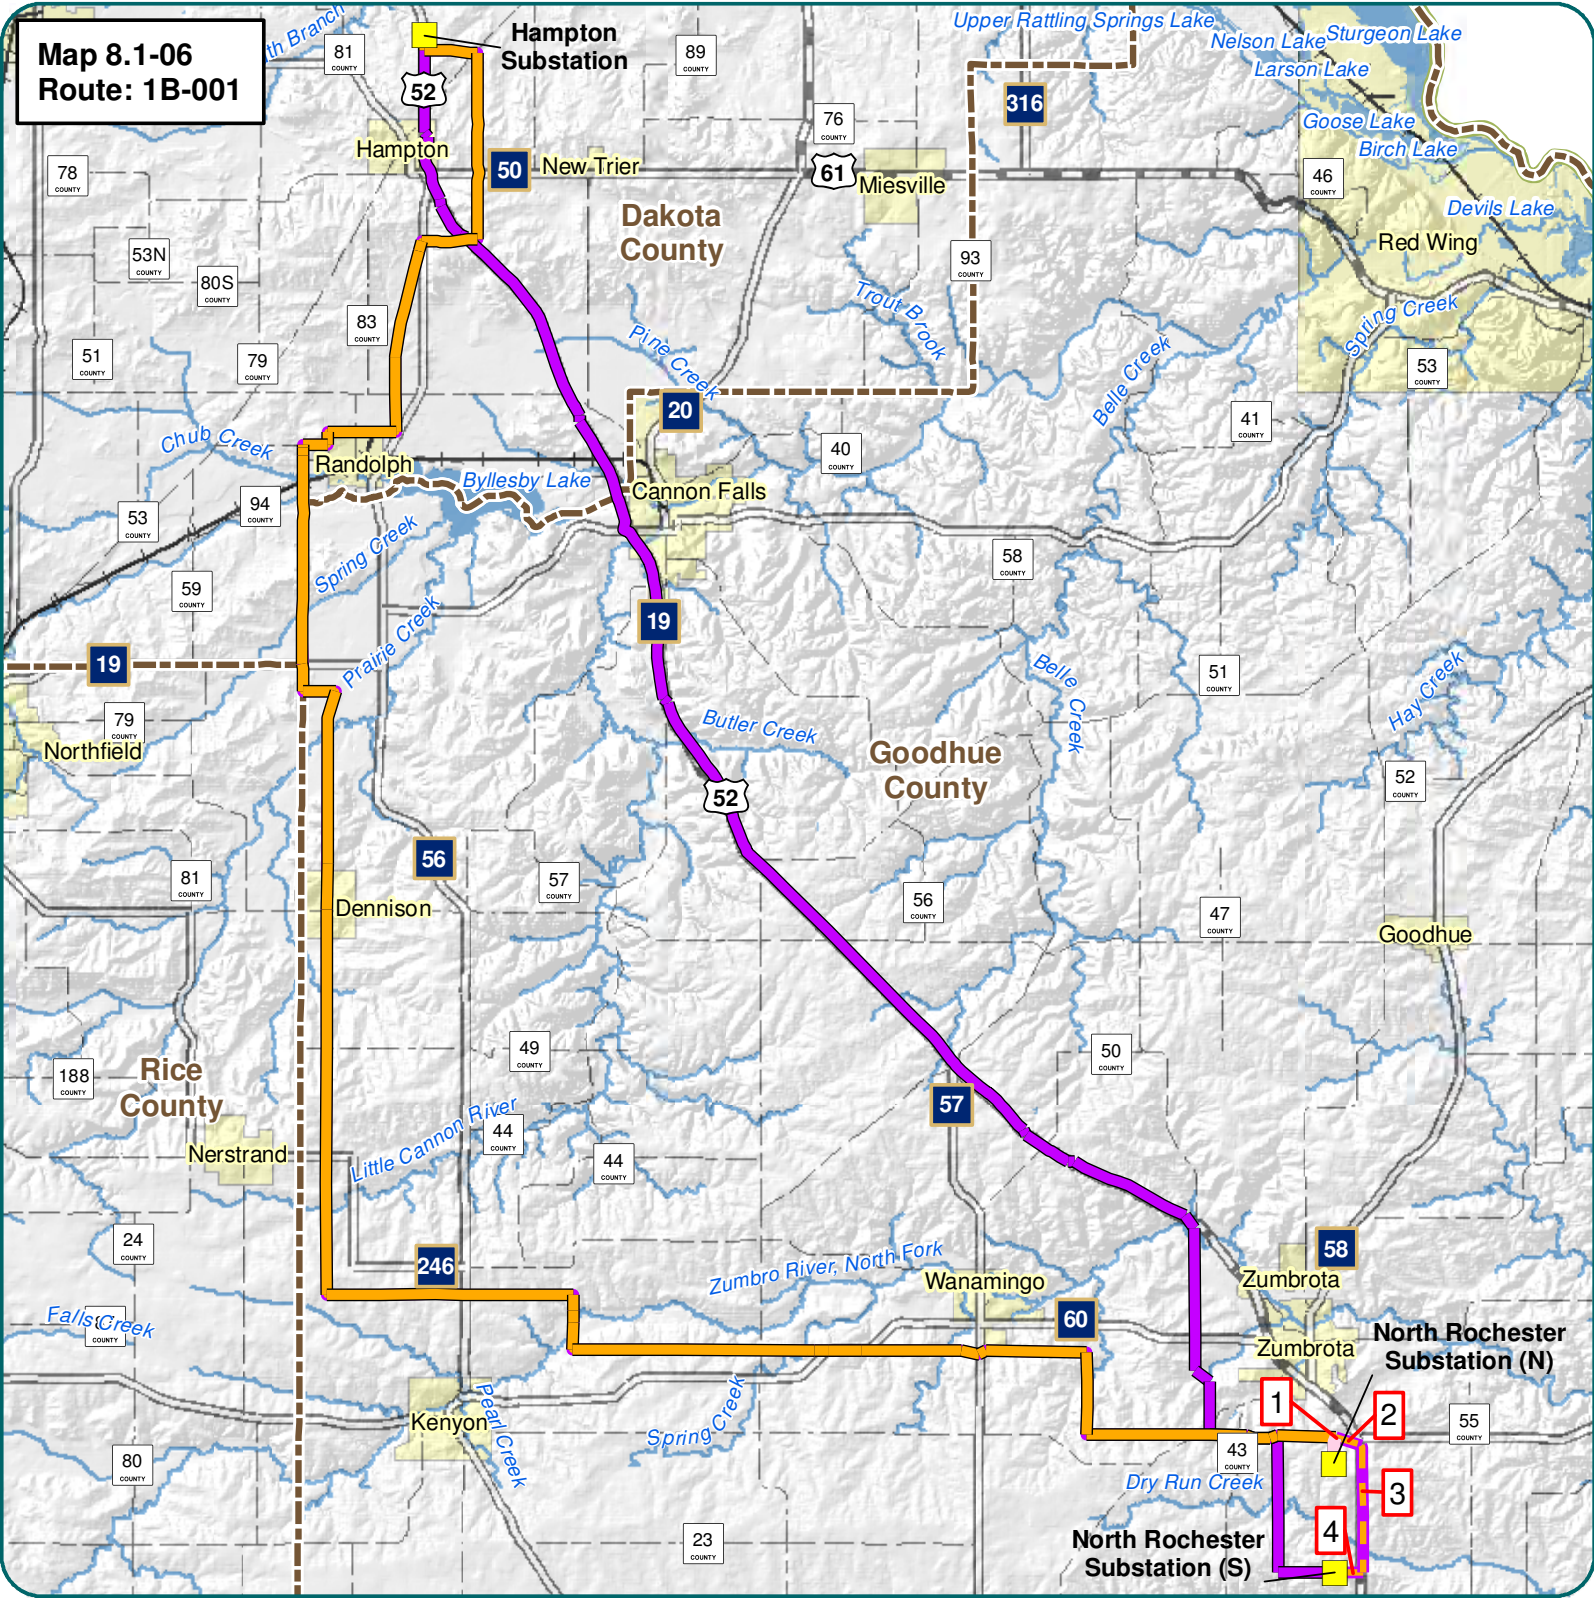 Map 8.1-06
Route: 1B-001
th Branch
81
COUNTY
Hampton
Substation
89
COUNTY
Upper Rattling Springs Lake
Nelson Lake
Sturgeon Lake
Larson Lake
52
316
76
COUNTY
Goose Lake
Birch Lake
Hampton
50
New Trier
61
Miesville
78
COUNTY
46
COUNTY
Devils Lake
Dakota
County
Red Wing
53N
COUNTY
80S
COUNTY
93
COUNTY
Trout Brook
83
COUNTY
Pine Creek
Spring Creek
51
COUNTY
79
COUNTY
Belle Creek
53
COUNTY
20
41
COUNTY
Chub Creek
40
COUNTY
Randolph
Byllesby Lake
Cannon Falls
94
COUNTY
53
COUNTY
Spring Creek
58
COUNTY
59
COUNTY
19
Prairie Creek
19
Belle Creek
51
COUNTY
Hay Creek
79
COUNTY
Northfield
Butler Creek
Goodhue
County
52
COUNTY
52
56
81
COUNTY
57
COUNTY
56
COUNTY
47
COUNTY
Dennison
Goodhue
49
COUNTY
50
COUNTY
188
COUNTY
Rice
County
57
Little Cannon River
44
COUNTY
Nerstrand
44
COUNTY
24
COUNTY
246
Zumbro River, North Fork
58
Wanamingo
Zumbrota
Falls Creek
COUNTY
60
Zumbrota
North Rochester
Substation (N)
Kenyon
Pearl Creek
Spring Creek
1
2
55
COUNTY
43
COUNTY
80
COUNTY
Dry Run Creek
3
23
COUNTY
North Rochester
Substation (S)
4